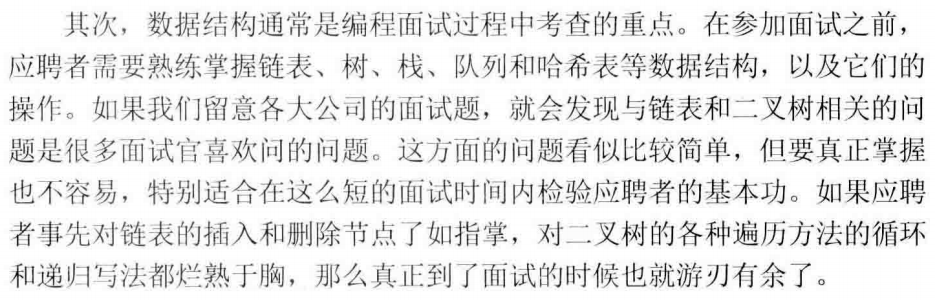 其次，数据结构通常是编程面试过程中考查的重点。在参加面试之前，
应聘者需要熟练掌握链表、树、栈、队列和哈希表等数据结构，以及它们的
操作。如果我们留意各大公司的面试题，就会发现与链表和二叉树相关的问
题是很多面试官喜欢问的问题。这方面的问题看似比较简单，但要真正掌握
也不容易，特别适合在这么短的面试时间内检验应聘者的基本功。如果应聘
者事先对链表的插入和删除节点了如指掌，对二叉树的各种遍历方法的循环
和递归写法都烂熟于胸，那么真正到了面试的时候也就游刃有余了。